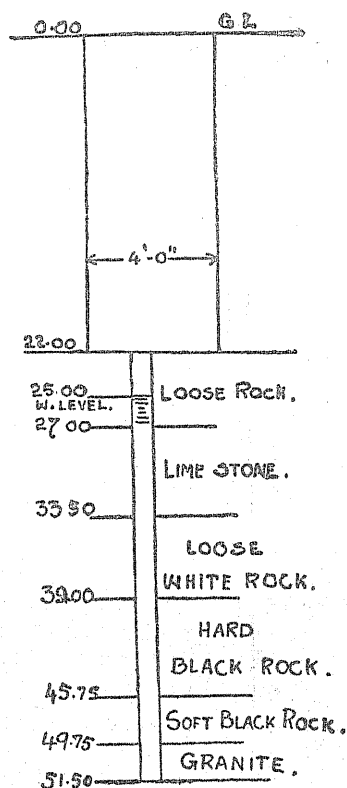 0.00 G L
4'-0"
22.00
25.00 LOOSE ROCK.
W. LEVEL.
27.00
LIME STONE.
33.50
LOOSE
WHITE ROCK.
39.00
HARD
BLACK ROCK.
45.75
SOFT BLACK ROCK.
49.75
GRANITE.
51.50